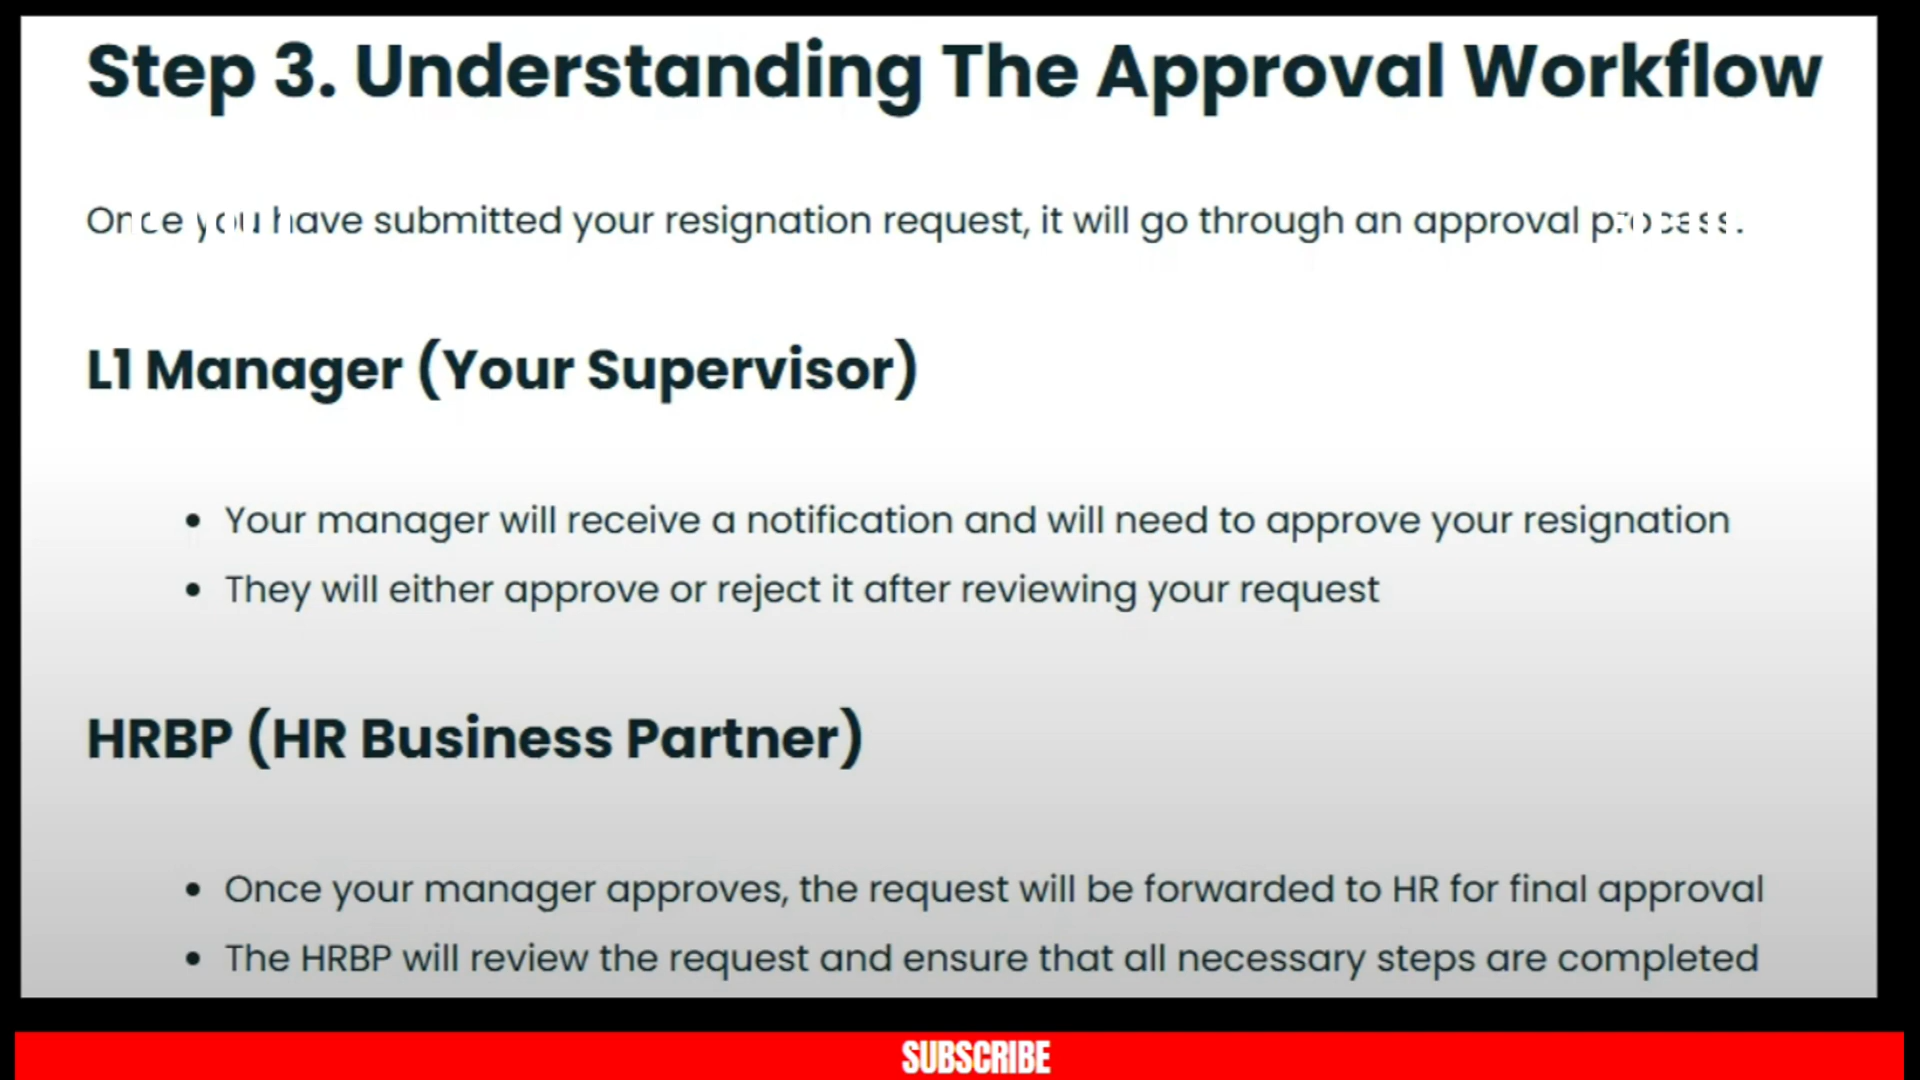 Step 3. Understanding The Approval Workflow
Once you have submitted your resignation request, it will go through an approval process.
L1 Manager (Your Supervisor)
• Your manager will receive a notification and will need to approve your resignation
• They will either approve or reject it after reviewing your request
HRBP (HR Business Partner)
• Once your manager approves, the request will be forwarded to HR for final approval
• The HRBP will review the request and ensure that all necessary steps are completed
SUBSCRIBE